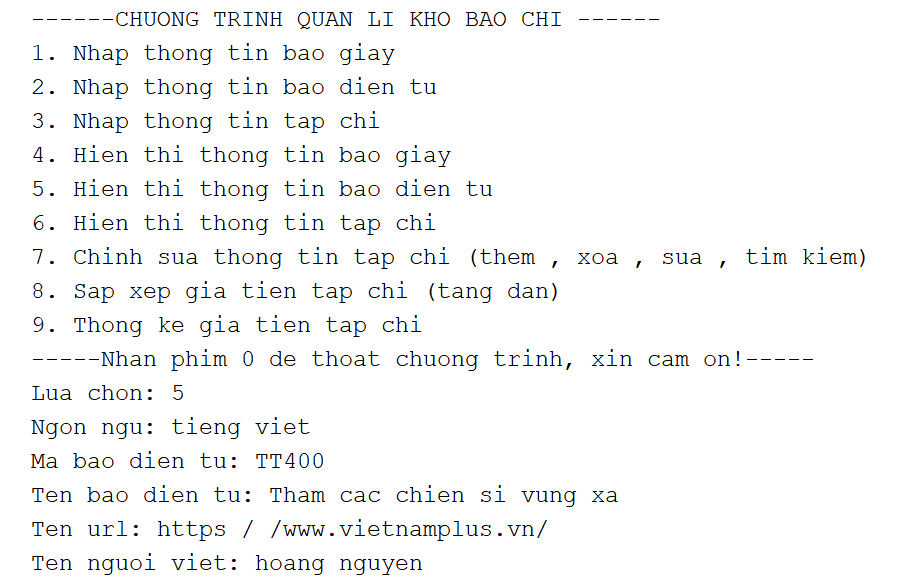 ------CHUONG TRINH QUAN LI KHO BAO CHI ------
1. Nhap thong tin bao giay
2. Nhap thong tin bao dien tu
3. Nhap thong tin tap chi
4. Hien thi thong tin bao giay
5. Hien thi thong tin bao dien tu
6. Hien thi thong tin tap chi
7. Chinh sua thong tin tap chi (them , xoa , sua , tim kiem)
8. Sap xep gia tien tap chi (tang dan)
9. Thong ke gia tien tap chi
-----Nhan phim 0 de thoat chuong trinh, xin cam on!-----
Lua chon: 5
Ngon ngu: tieng viet
Ma bao dien tu: TT400
Ten bao dien tu: Tham cac chien si vung xa
Ten url: https / /www.vietnamplus.vn/
Ten nguoi viet: hoang nguyen